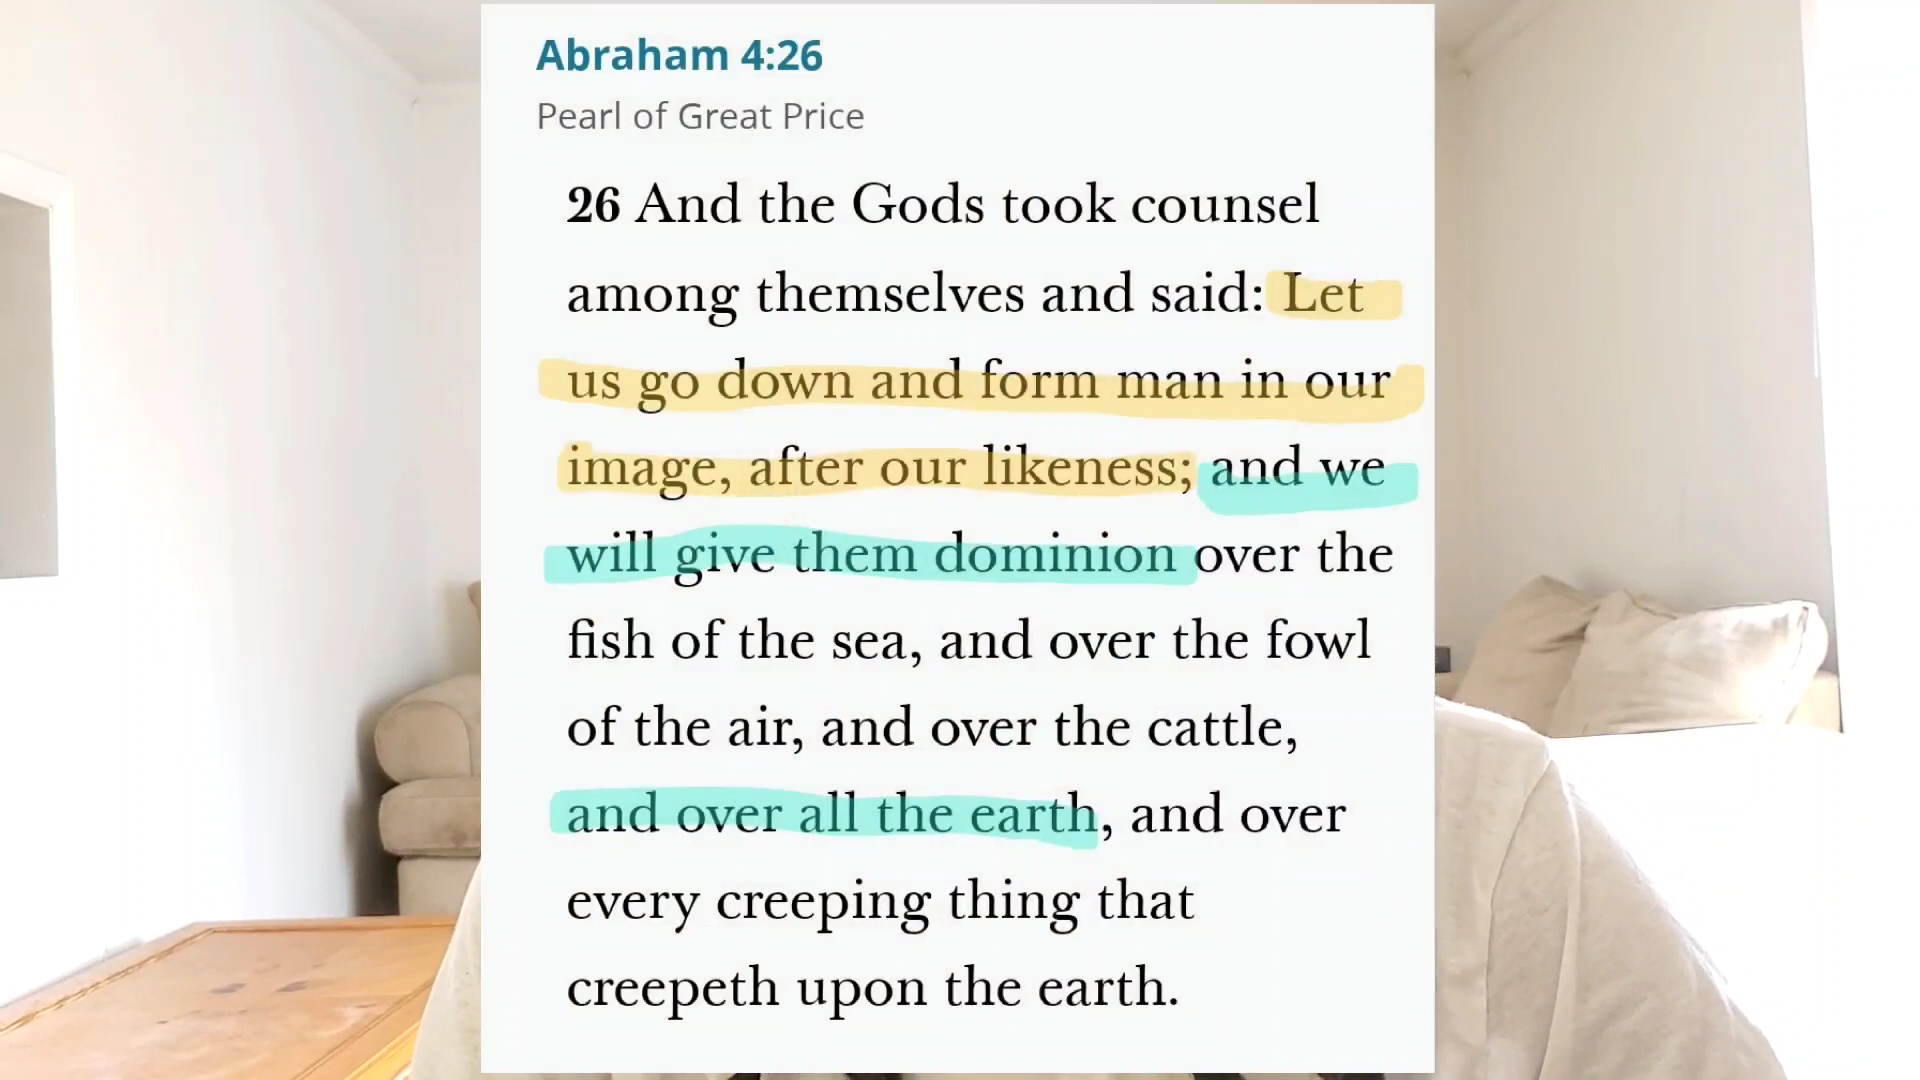 Abraham 4:26
Pearl of Great Price
26 And the Gods took counsel
among themselves and said: Let
us go down and form man in our
image, after our likeness; and we
will give them dominion over the
fish of the sea, and over the fowl
of the air, and over the cattle,
and over all the earth, and over
every creeping thing that
creepeth upon the earth.